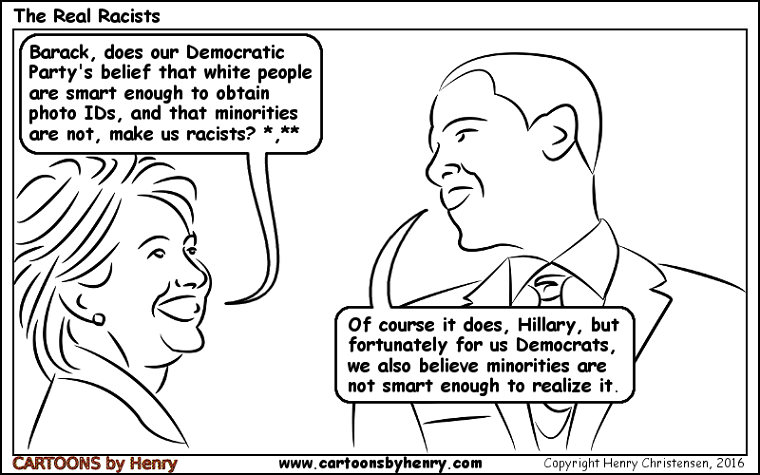 The Real Racists
Barack, does our Democratic
Party's belief that white people
are smart enough to obtain
photo IDs, and that minorities
are not, make us racists? *,**
Of course it does, Hillary, but
fortunately for us Democrats,
we also believe minorities are
not smart enough to realize it.
CARTOONS by Henry
www.cartoonsbyhenry.com
Copyright Henry Christensen, 2016